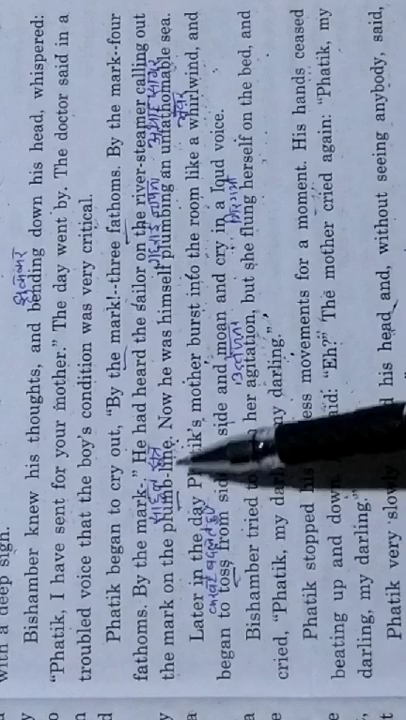 with a deep sigh.
Bishamber knew his thoughts, and bending down his head, whispered:
"Phatik, I have sent for your mother." The day went by. The doctor said in a
troubled voice that the boy's condition was very critical.
Phatik began to cry out, "By the mark!--three fathoms. By the mark--four
fathoms. By the mark-." He had heard the sailor on the river-steamer calling out
the mark on the plumb-line. Now he was himself plumbing an unfathomable sea.
Later in the day Phatik's mother burst into the room like a whirlwind, and
began to toss from side to side and moan and cry in a loud voice.
Bishamber tried to her agitation, but she flung herself on the bed, and
cried, "Phatik, my my darling."
Phatik stopped his movements for a moment. His hands ceased
beating up and down. "Eh?" The mother cried again: "Phatik, my
darling, my darling."
Phatik very slowly his head and, without seeing anybody, said,